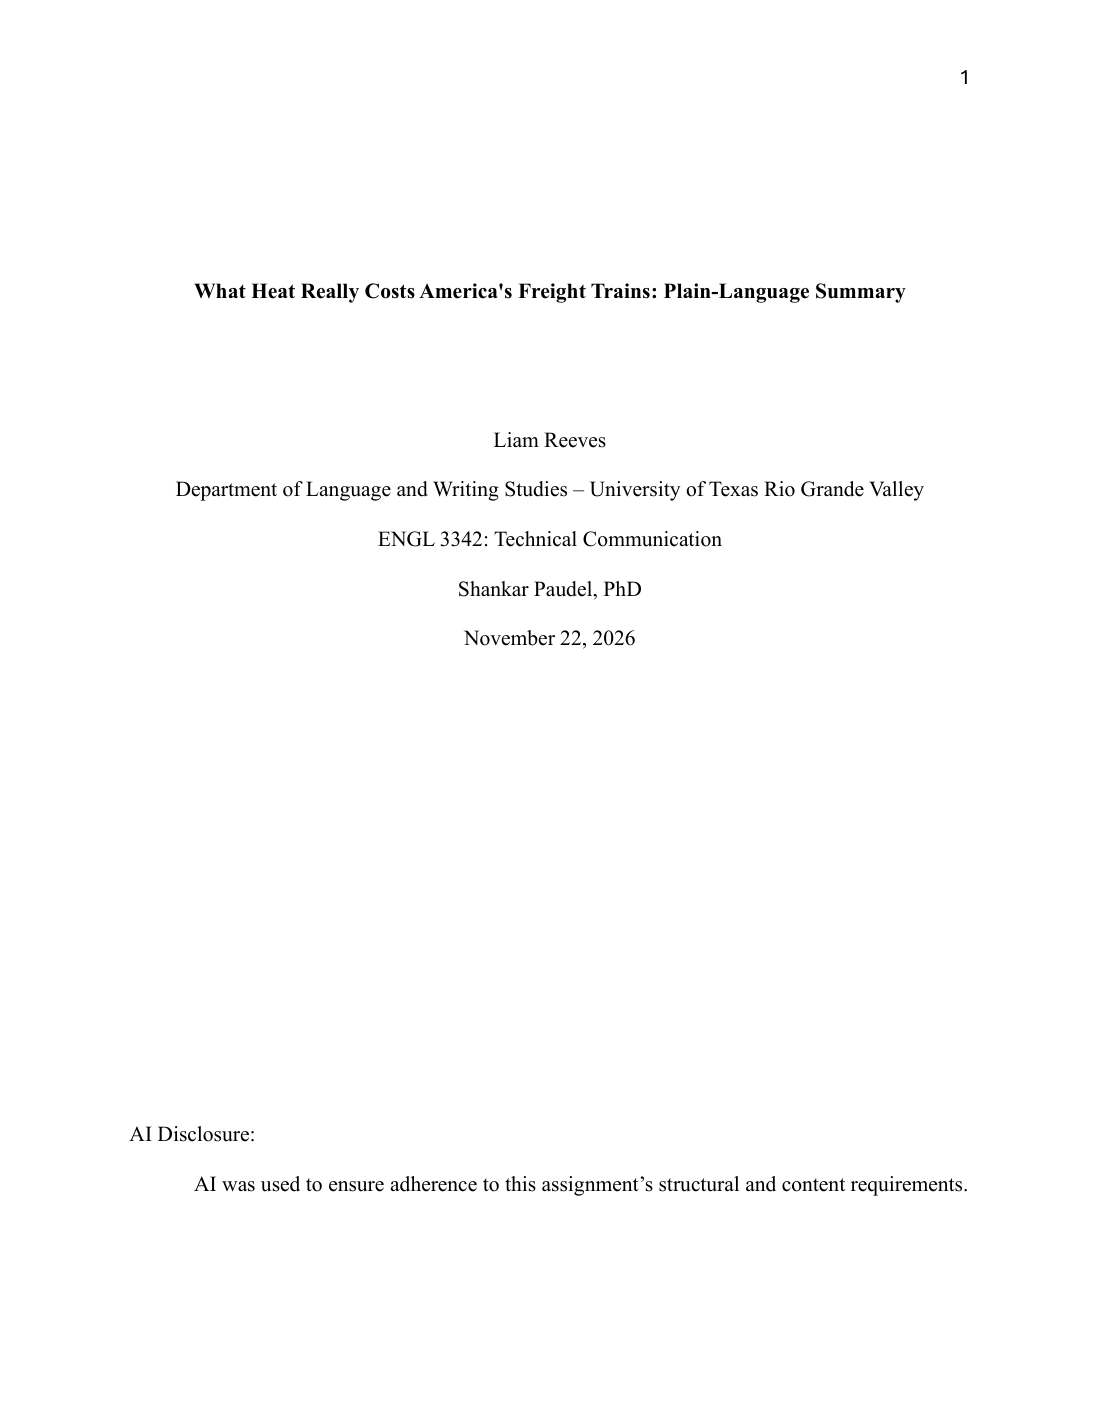 1
What Heat Really Costs America's Freight Trains: Plain-Language Summary
Liam Reeves
Department of Language and Writing Studies – University of Texas Rio Grande Valley
ENGL 3342: Technical Communication
Shankar Paudel, PhD
November 22, 2026
AI Disclosure:
AI was used to ensure adherence to this assignment’s structural and content requirements.